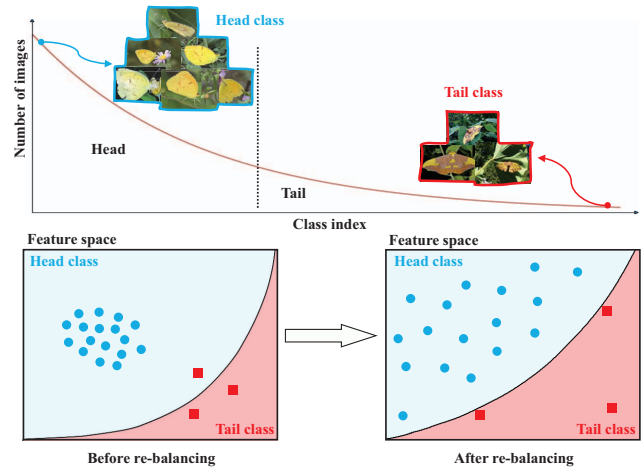 Head class
Number of images
Tail class
Head
Tail
Class index
Feature space
Head class
Tail class
Before re-balancing
Feature space
Head class
Tail class
After re-balancing